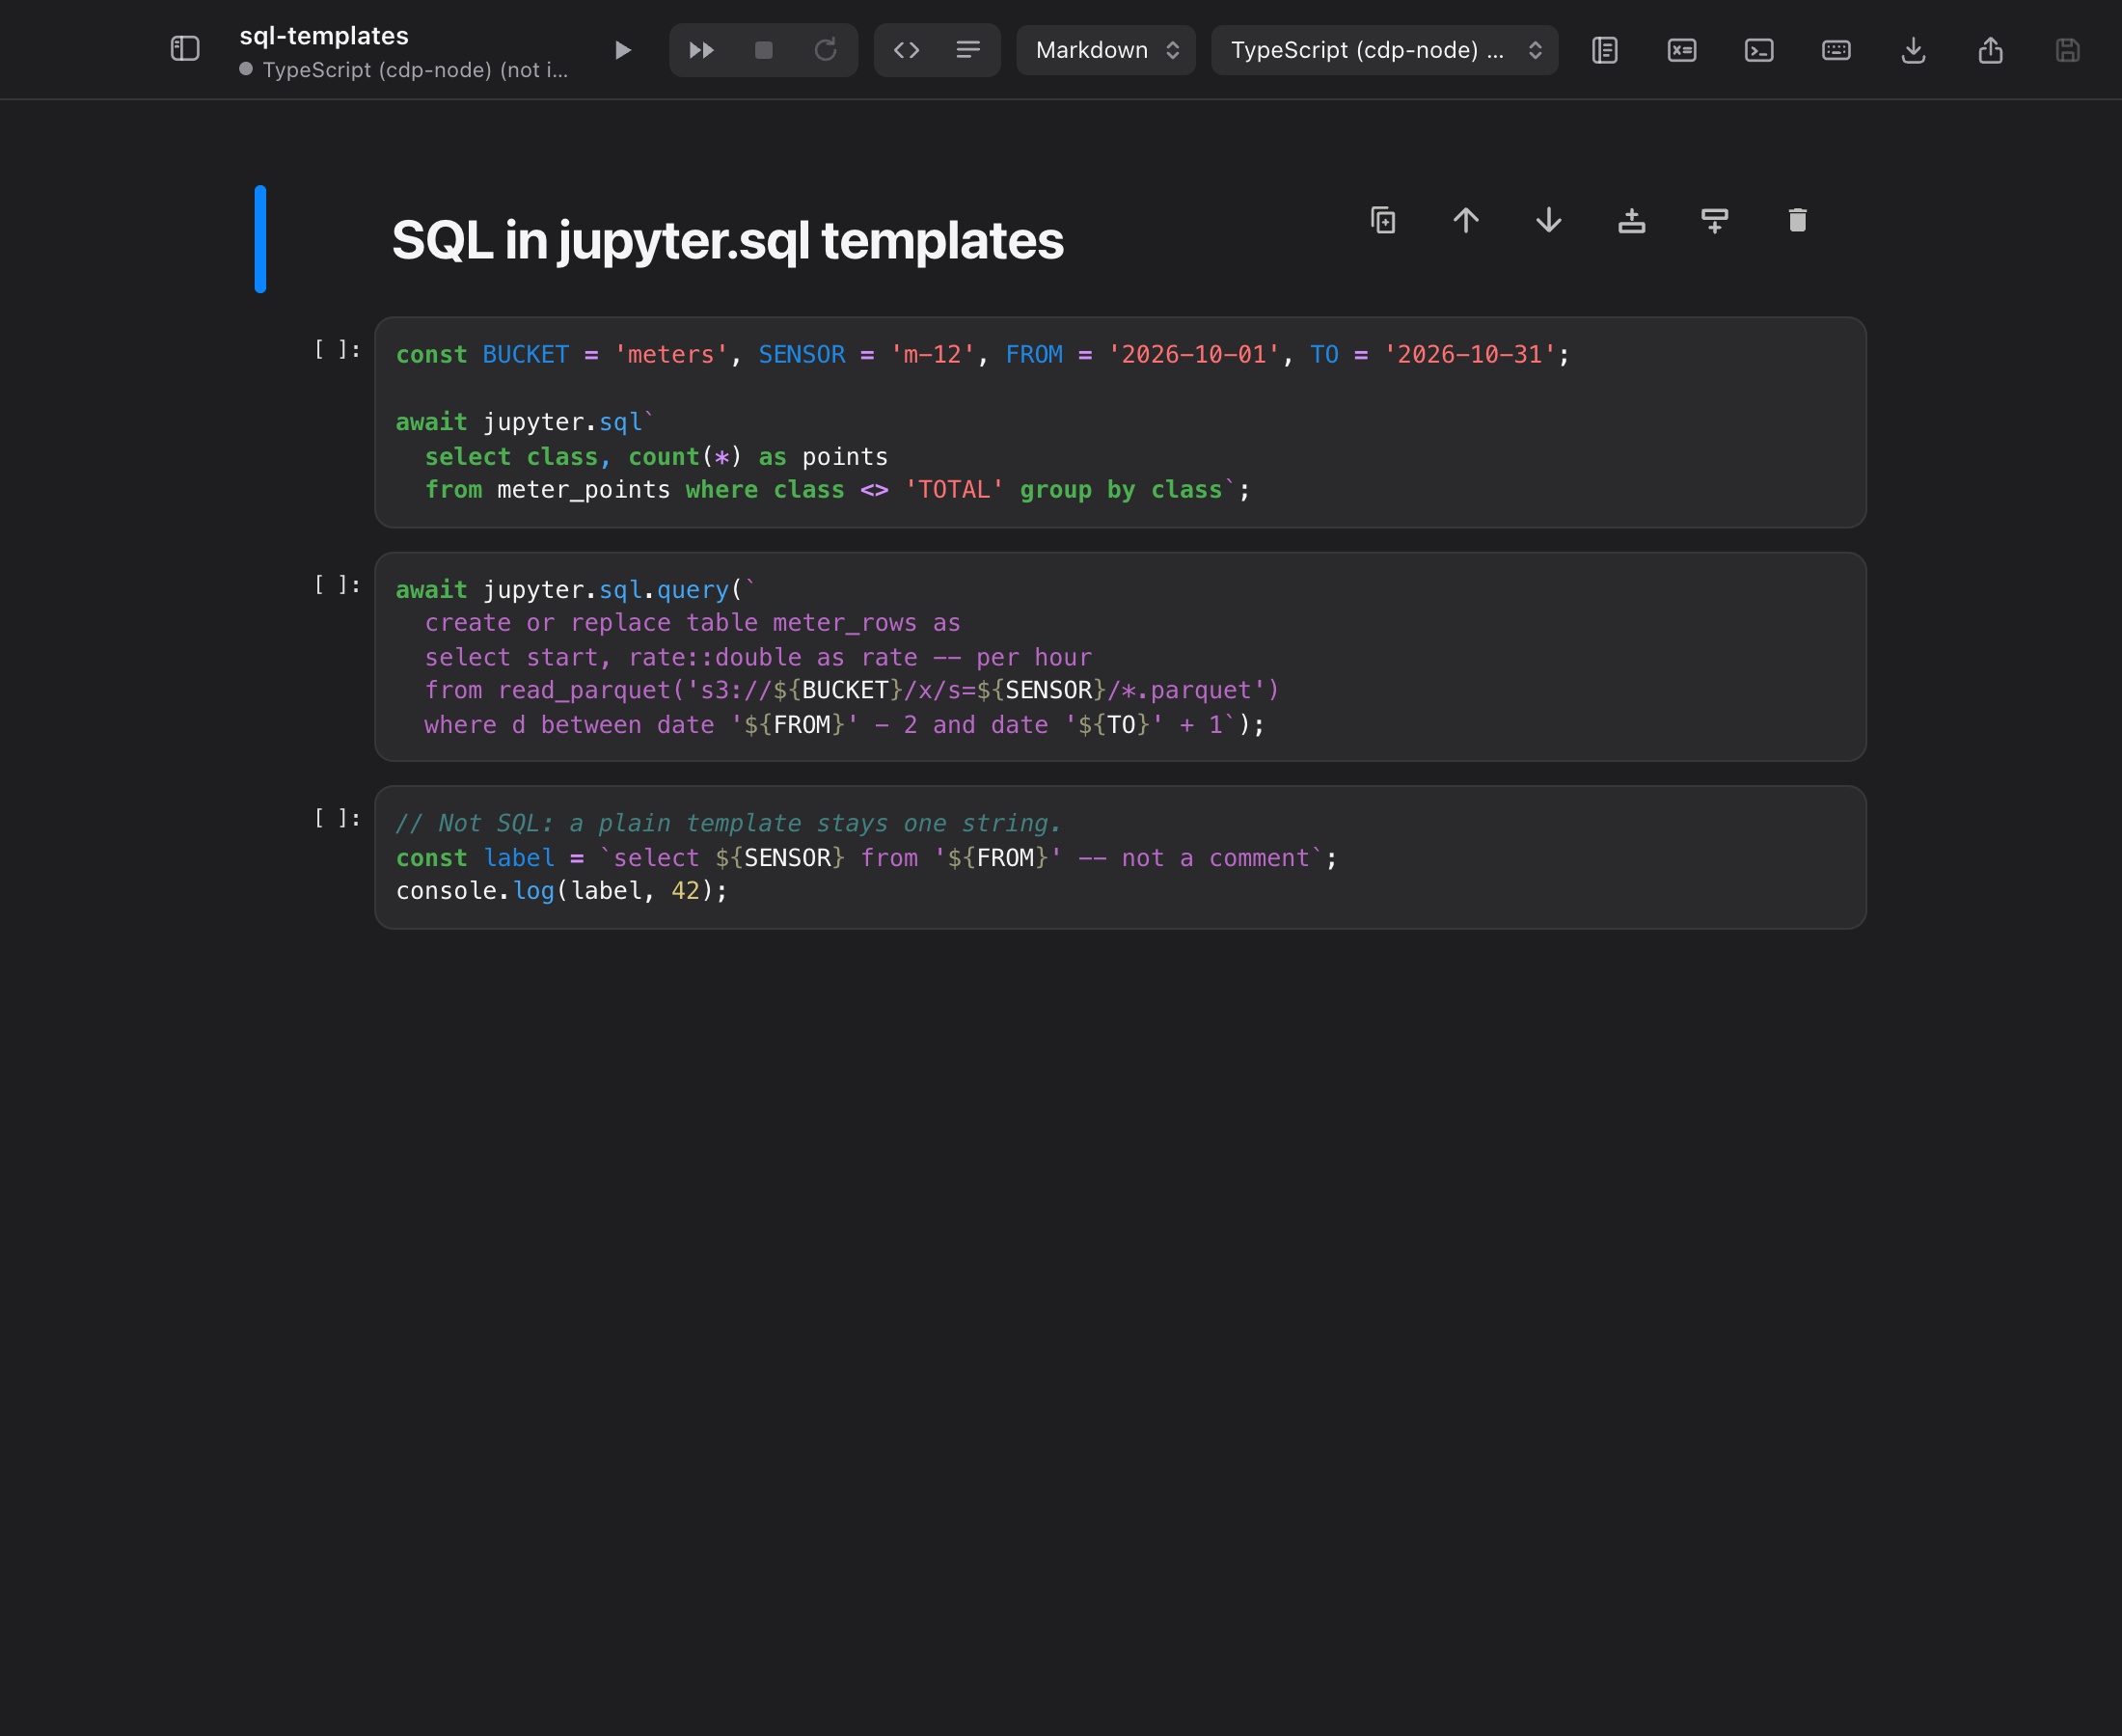 sql-templates
TypeScript (cdp-node) (not i...
Markdown
TypeScript (cdp-node) ...
SQL in jupyter.sql templates
[ ]:
const BUCKET = 'meters', SENSOR = 'm-12', FROM = '2026-10-01', TO = '2026-10-31';
await jupyter.sql`
  select class, count(*) as points
  from meter_points where class <> 'TOTAL' group by class`;
[ ]:
await jupyter.sql.query(`
  create or replace table meter_rows as
  select start, rate::double as rate -- per hour
  from read_parquet('s3://${BUCKET}/x/s=${SENSOR}/*.parquet')
  where d between date '${FROM}' - 2 and date '${TO}' + 1`);
[ ]:
// Not SQL: a plain template stays one string.
const label = `select ${SENSOR} from '${FROM}' -- not a comment`;
console.log(label, 42);